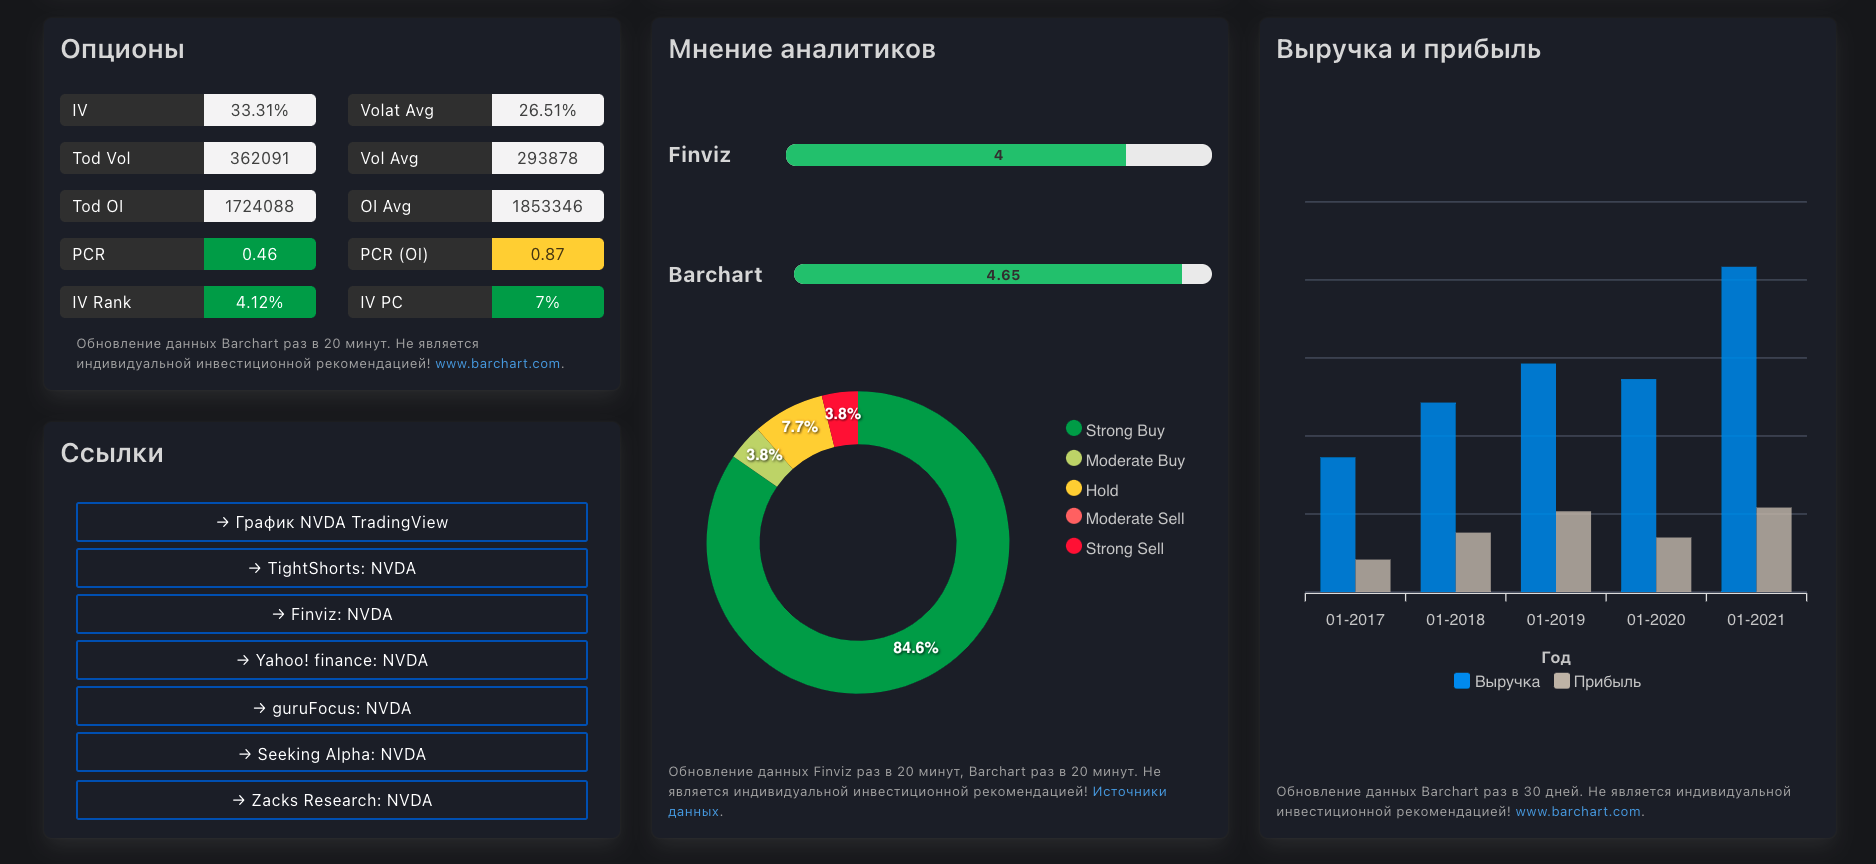 Опционы
IV 33.31% Volat Avg 26.51%
Tod Vol 362091 Vol Avg 293878
Tod OI 1724088 OI Avg 1853346
PCR 0.46 PCR (OI) 0.87
IV Rank 4.12% IV PC 7%
Обновление данных Barchart раз в 20 минут. Не является
индивидуальной инвестиционной рекомендацией! www.barchart.com.
Ссылки
→ График NVDA TradingView
→ TightShorts: NVDA
→ Finviz: NVDA
→ Yahoo! finance: NVDA
→ guruFocus: NVDA
→ Seeking Alpha: NVDA
→ Zacks Research: NVDA
Мнение аналитиков
Finviz 4
Barchart 4.65
3.8%
7.7%
3.8%
84.6%
Strong Buy
Moderate Buy
Hold
Moderate Sell
Strong Sell
Обновление данных Finviz раз в 20 минут, Barchart раз в 20 минут. Не
является индивидуальной инвестиционной рекомендацией! Источники
данных.
Выручка и прибыль
01-2017 01-2018 01-2019 01-2020 01-2021
Год
Выручка Прибыль
Обновление данных Barchart раз в 30 дней. Не является индивидуальной
инвестиционной рекомендацией! www.barchart.com.